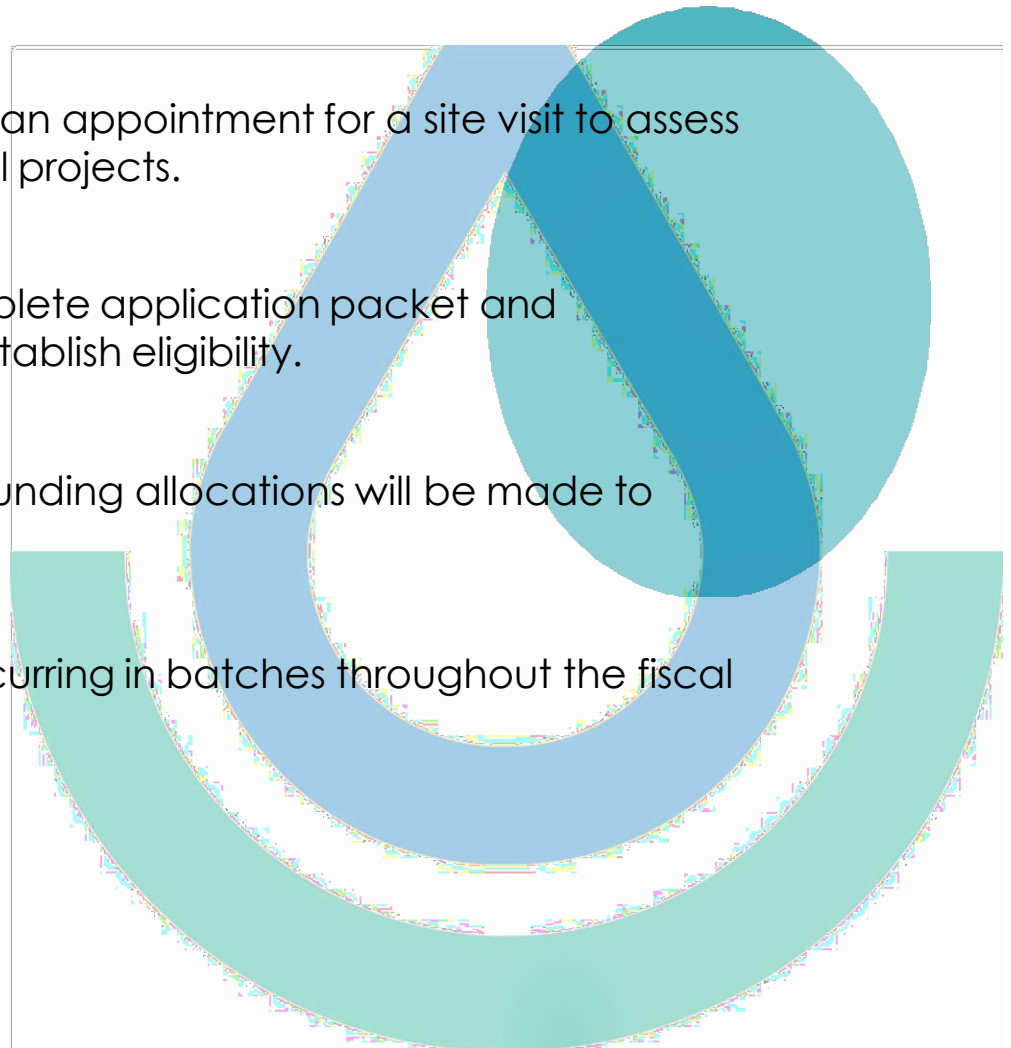 an appointment for a site visit to assess
l projects.
plete application packet and
tablish eligibility.
unding allocations will be made to
curring in batches throughout the fiscal